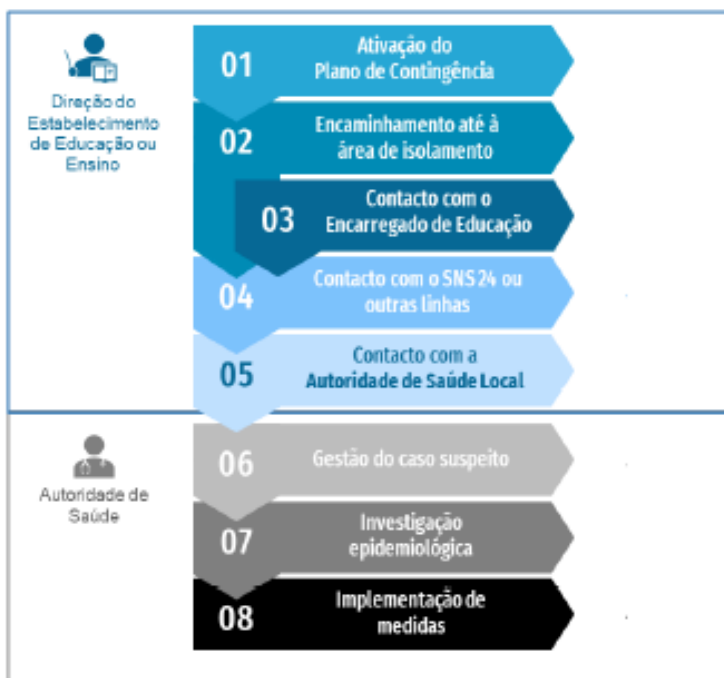 Direção do
Estabelecimento
de Educação ou
Ensino
01
Ativação do
Plano de Contingência
02
Encaminhamento até à
área de isolamento
03
Contacto com o
Encarregado de Educação
04
Contacto com o SNS 24 ou
outras linhas
05
Contacto com a
Autoridade de Saúde Local
Autoridade de
Saúde
06
Gestão do caso suspeito
07
Investigação
epidemiológica
08
Implementação de
medidas